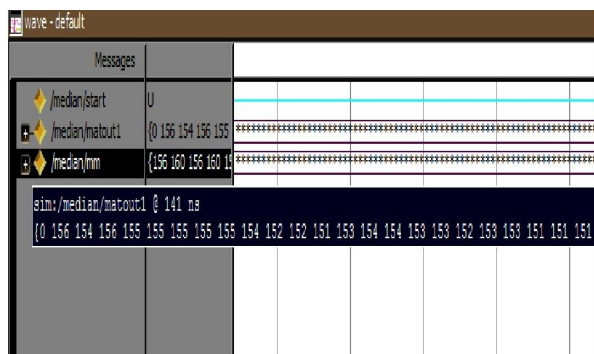 wave - default
Messages
/median/start U
/median/matout1 {0 156 154 156 155
/median/mm {156 160 156 160 15
sim:/median/matout1 @ 141 ns
{0 156 154 156 155 155 155 155 155 154 152 152 151 153 154 154 153 153 152 153 153 151 151 151